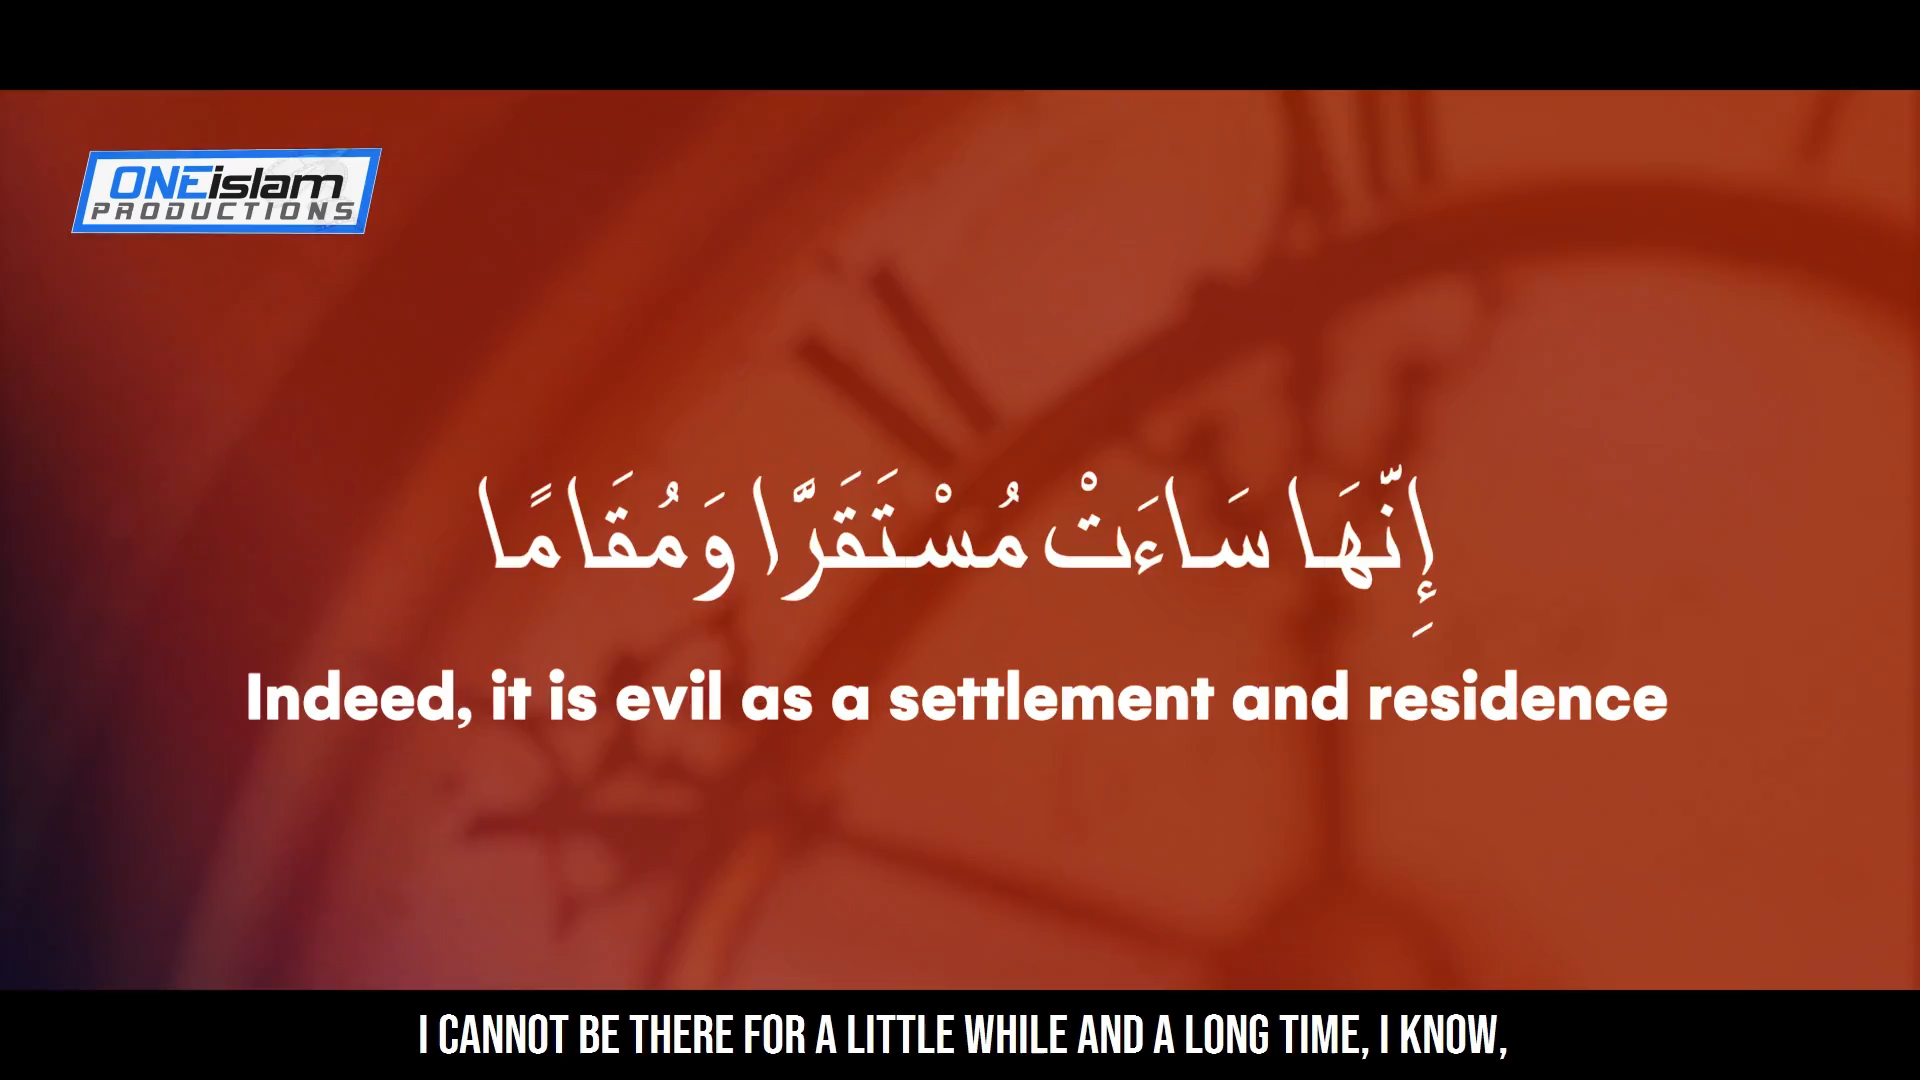 ONEislam
PRODUCTIONS
إِنَّهَا سَاءَتْ مُسْتَقَرًّا وَمُقَامًا
Indeed, it is evil as a settlement and residence
I CANNOT BE THERE FOR A LITTLE WHILE AND A LONG TIME, I KNOW,